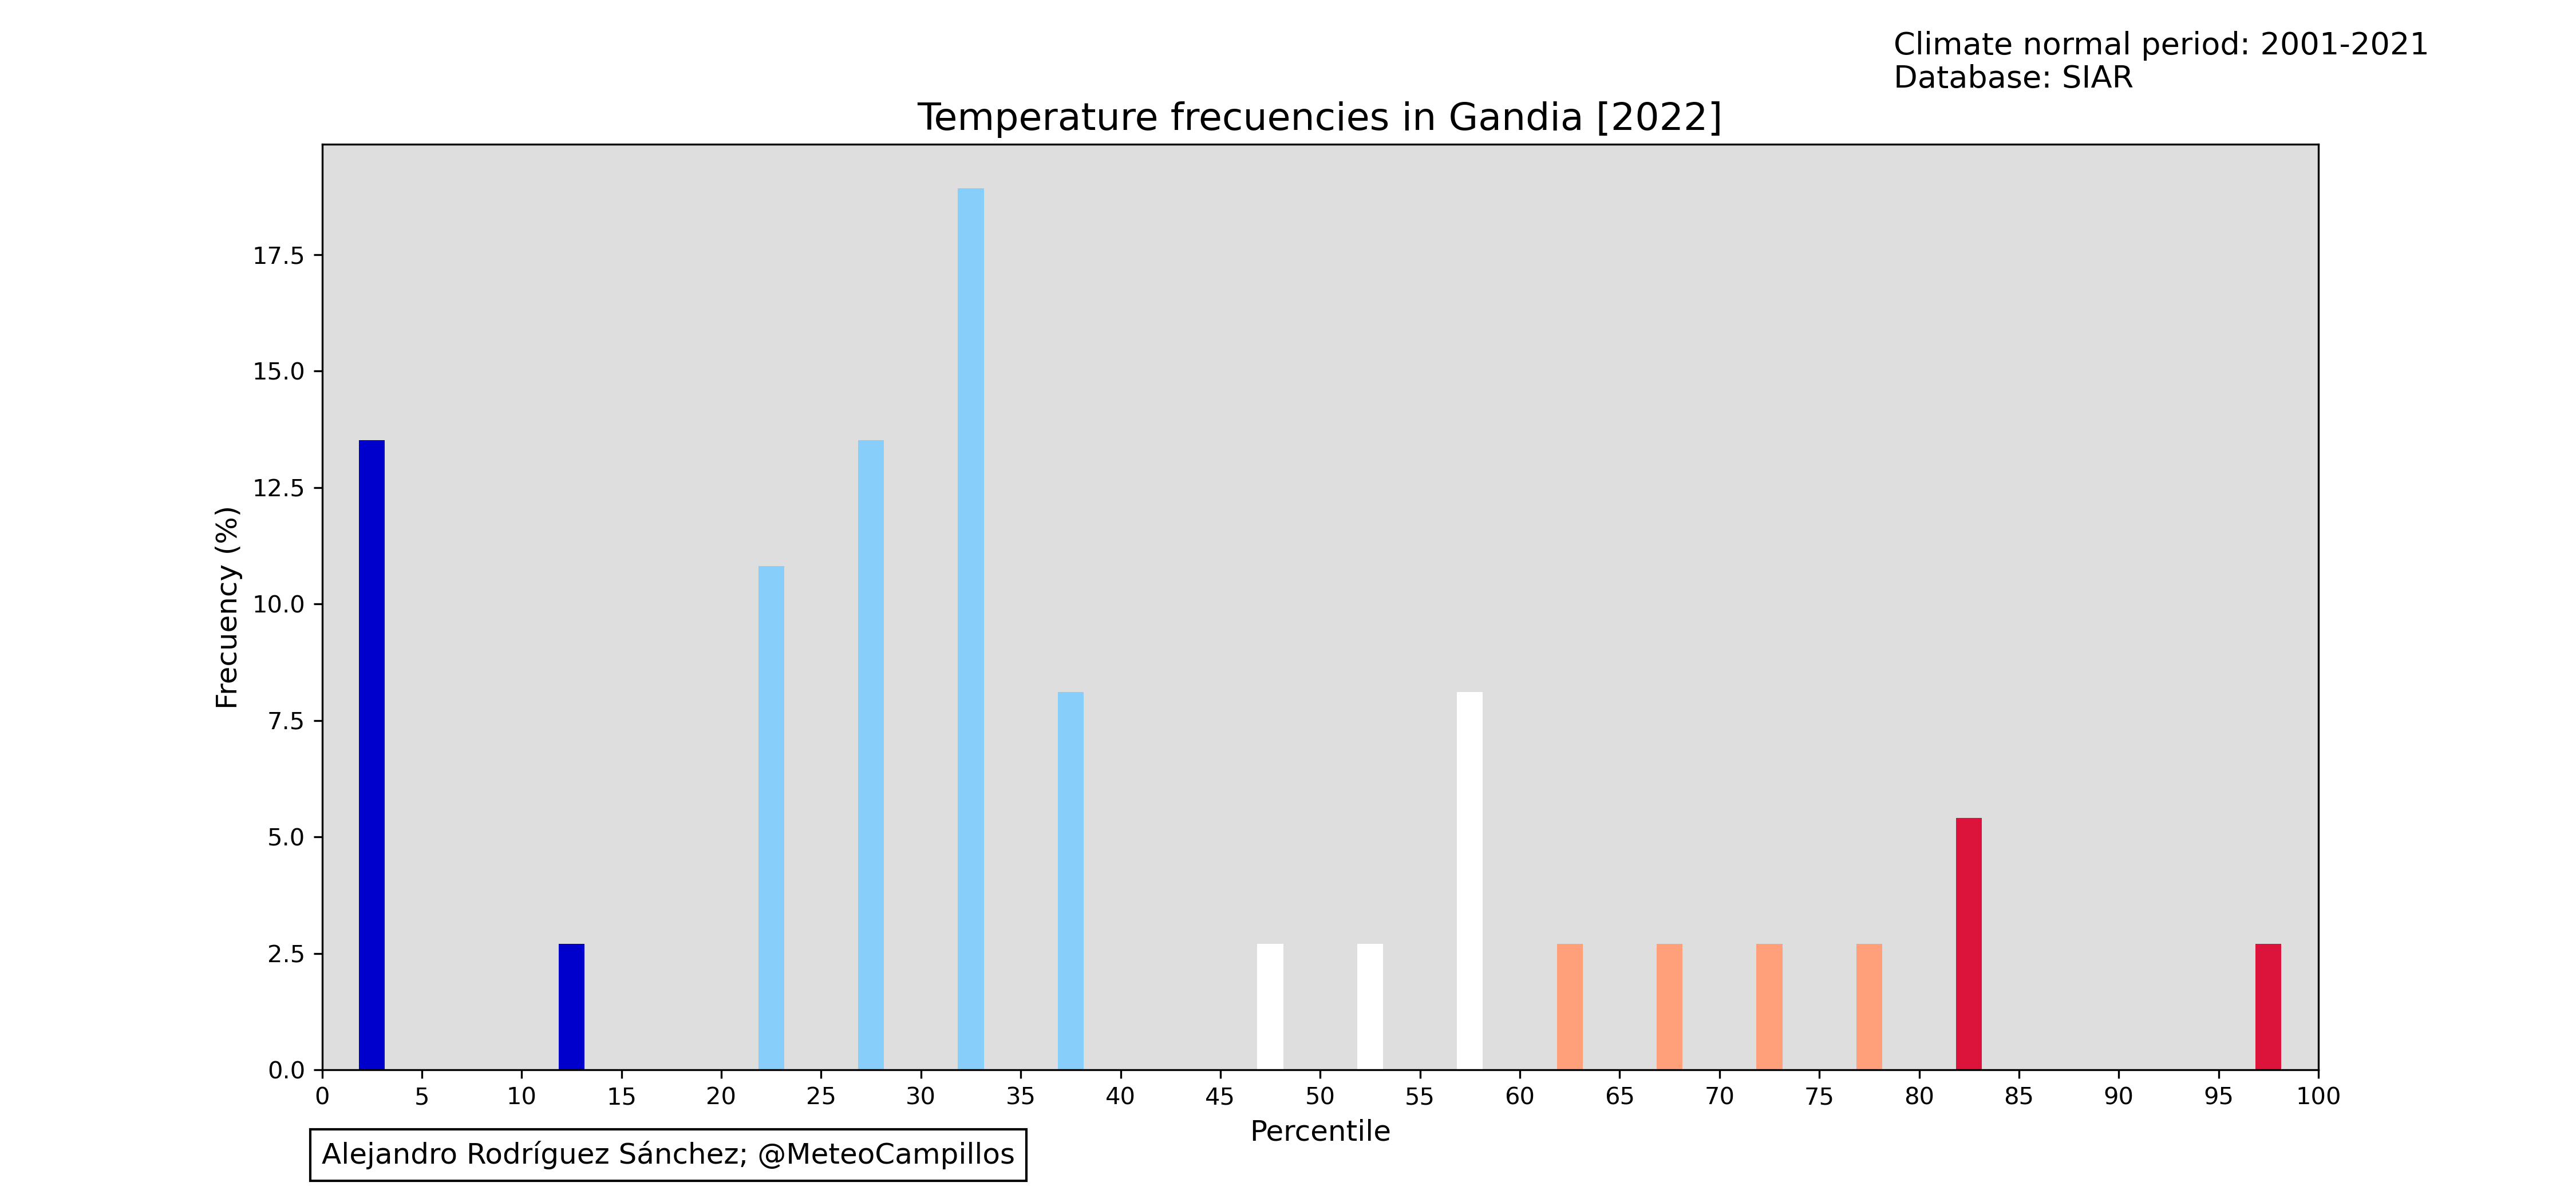 Climate normal period: 2001-2021
Database: SIAR
Temperature frecuencies in Gandia [2022]
17.5
15.0
12.5
10.0
7.5
5.0
2.5
0.0
Frecuency (%)
0 5 10 15 20 25 30 35 40 45 50 55 60 65 70 75 80 85 90 95 100
Percentile
Alejandro Rodríguez Sánchez; @MeteoCampillos